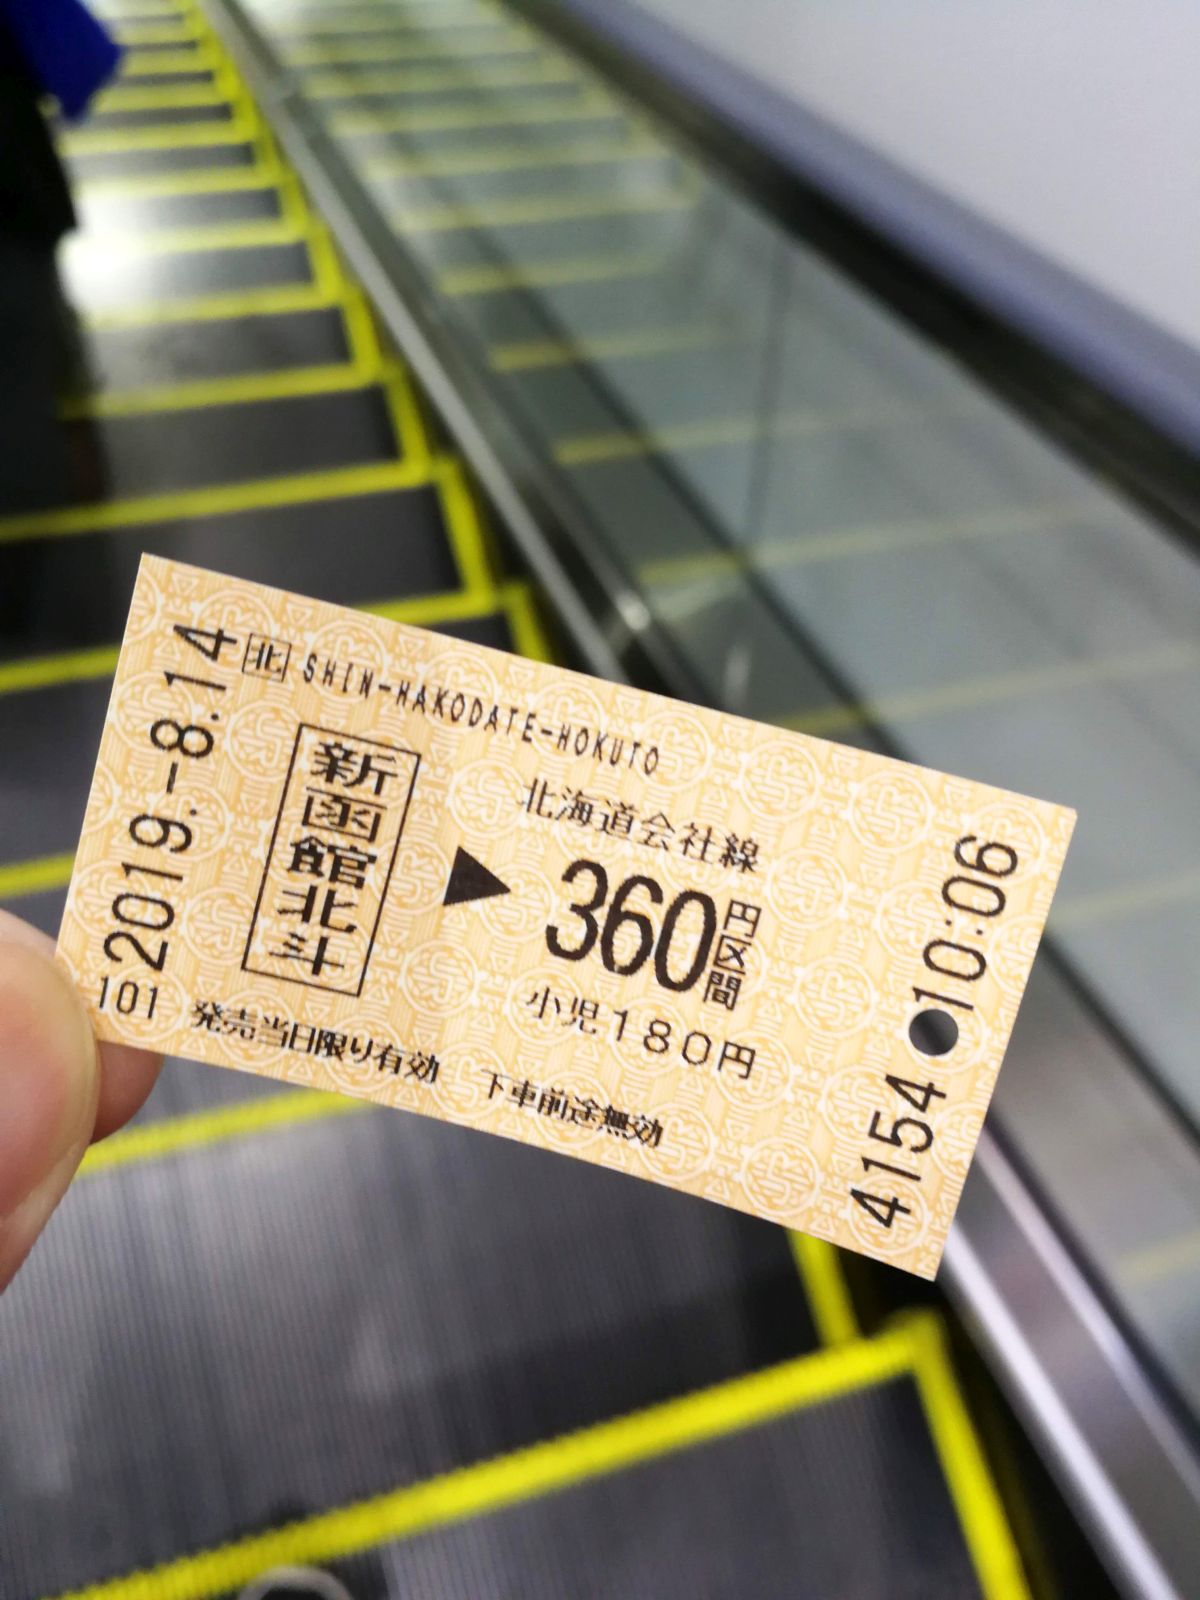 2019.-8.14
北 SHIN-HAKODATE-HOKUTO
新函館北斗
▶
北海道会社線
360円区間
小児180円
101
発売当日限り有効 下車前途無効
4154●10:06